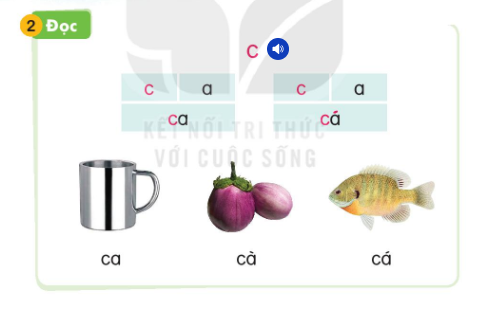 2 Đọc
c
c a c a
ca cá
KẾT NỐI TRI THỨC
VỚI CUỘC SỐNG
ca cà cá